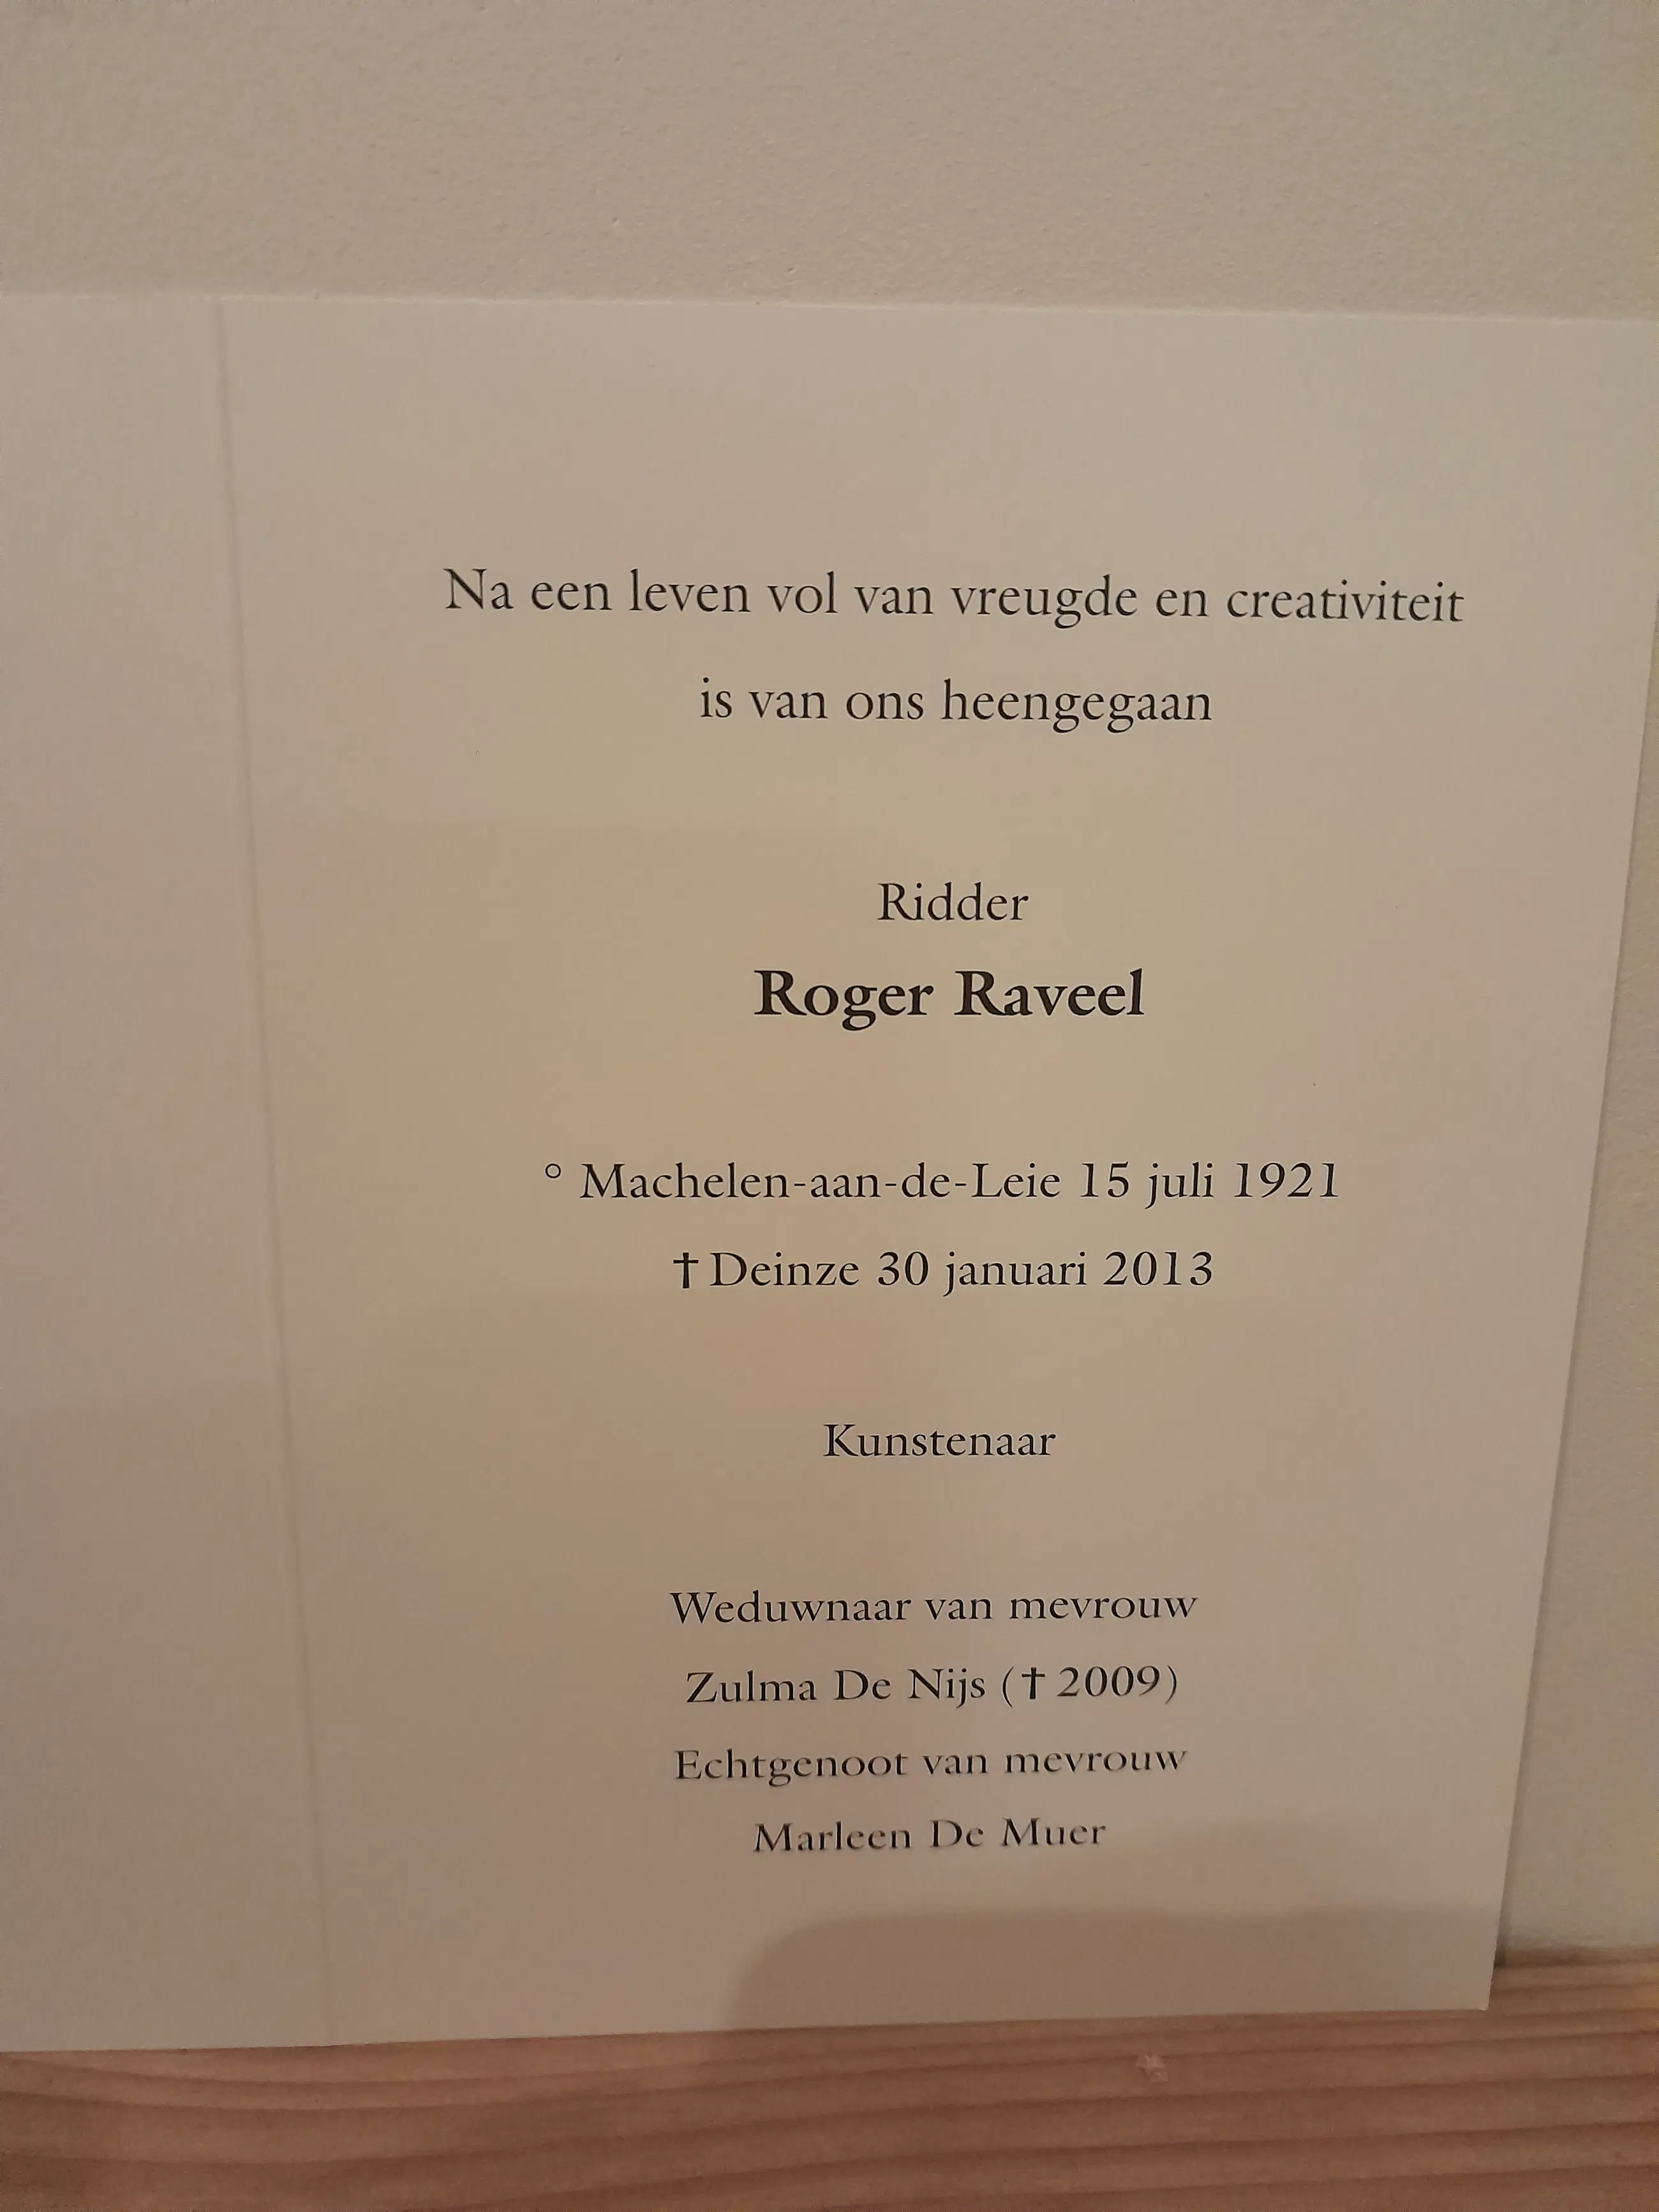 Na een leven vol van vreugde en creativiteit
is van ons heengegaan
Ridder
Roger Raveel
° Machelen-aan-de-Leie 15 juli 1921
† Deinze 30 januari 2013
Kunstenaar
Weduwnaar van mevrouw
Zulma De Nijs († 2009)
Echtgenoot van mevrouw
Marleen De Muer